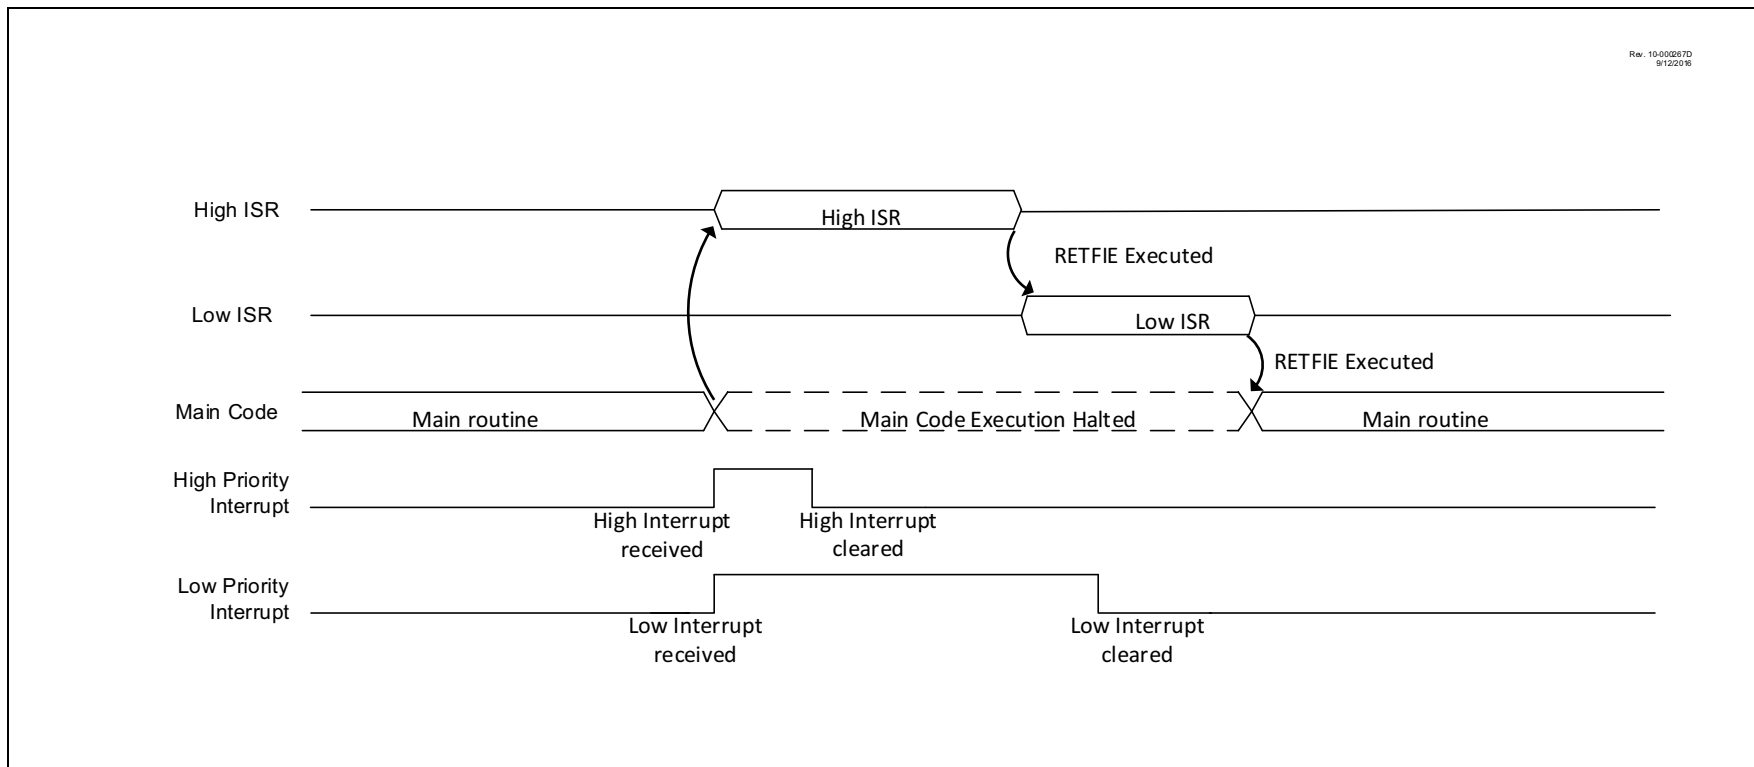 Rev. 10-000267D
9/12/2016
High ISR
High ISR
RETFIE Executed
Low ISR
Low ISR
RETFIE Executed
Main Code
Main routine
Main Code Execution Halted
Main routine
High Priority
Interrupt
High Interrupt
received
High Interrupt
cleared
Low Priority
Interrupt
Low Interrupt
received
Low Interrupt
cleared